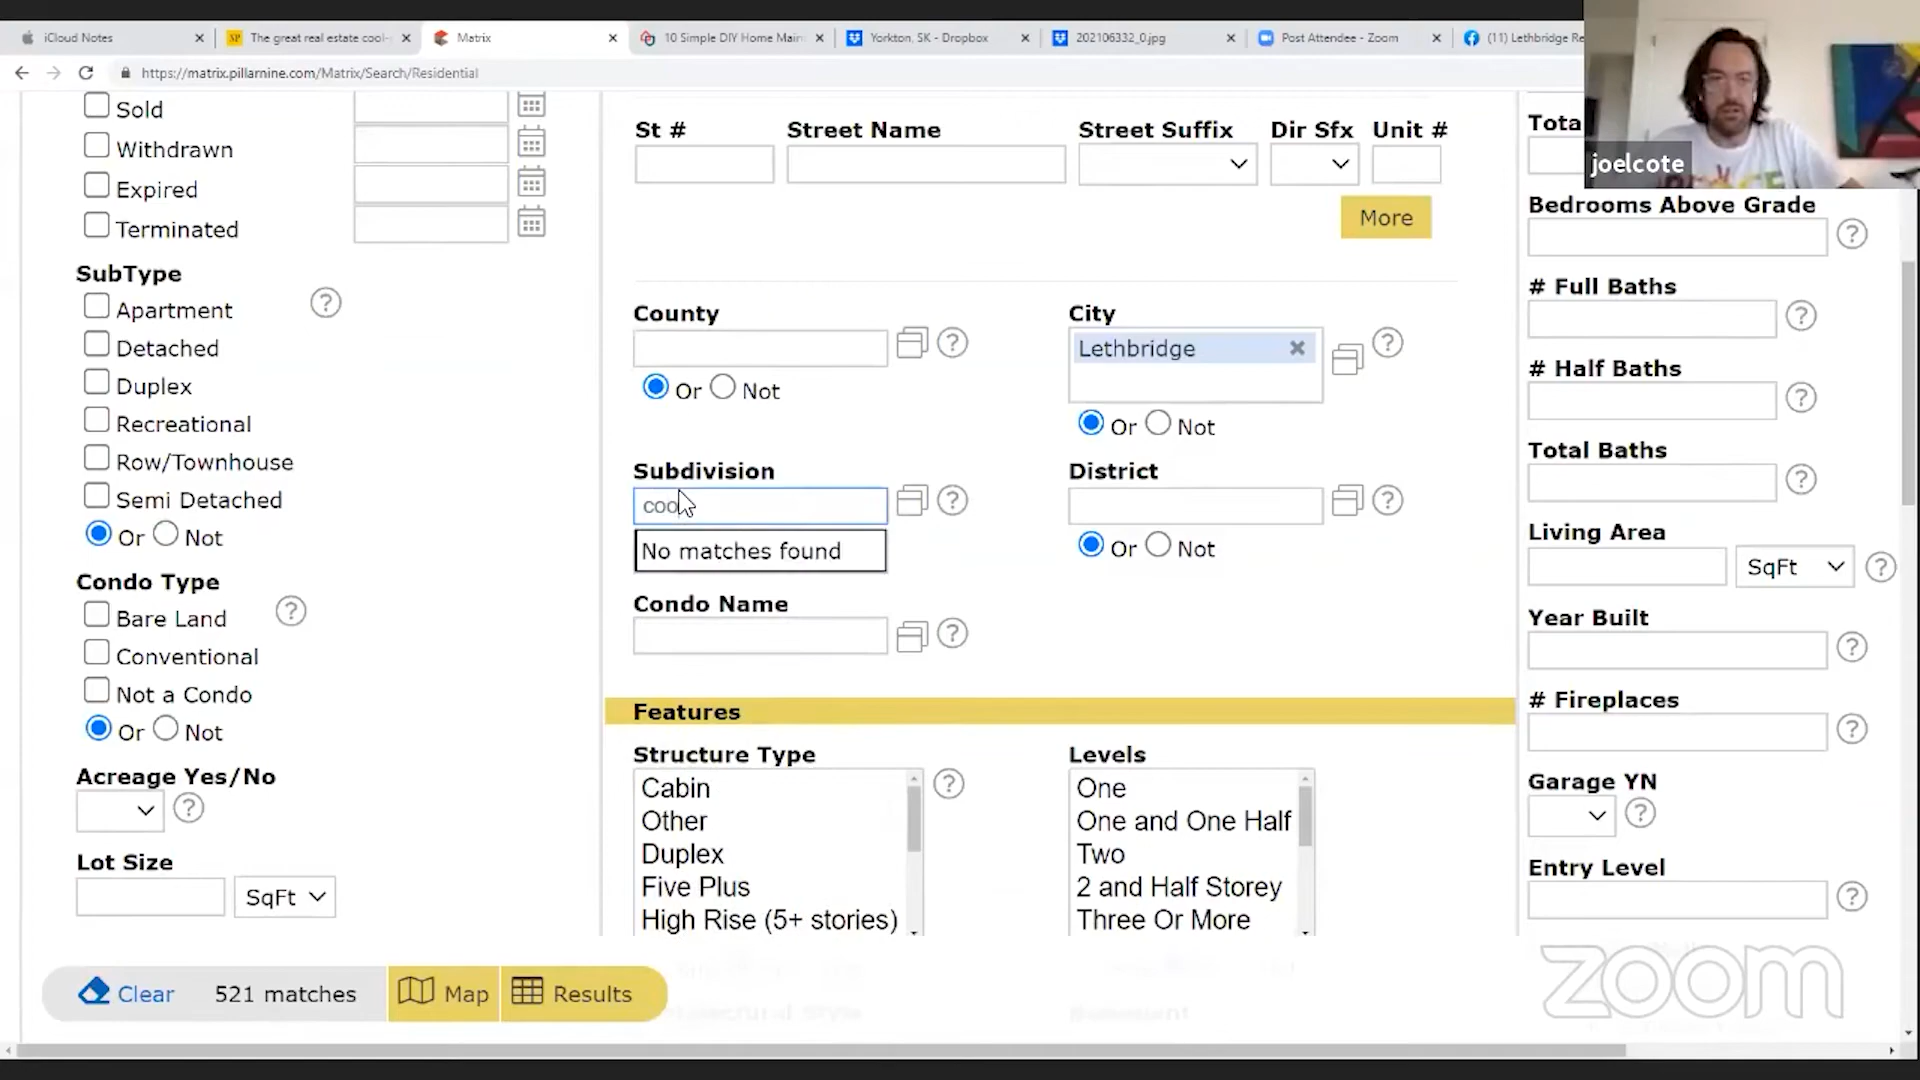 iCloud Notes
The great real estate cool-
Matrix
10 Simple DIY Home Main
Yorkton, SK - Dropbox
202106332_0.jpg
Post Attendee - Zoom
(11) Lethbridge Re
https://matrix.pillarnine.com/Matrix/Search/Residential
joelcote
Sold
Withdrawn
Expired
Terminated
SubType
Apartment
Detached
Duplex
Recreational
Row/Townhouse
Semi Detached
Or Not
Condo Type
Bare Land
Conventional
Not a Condo
Or Not
Acreage Yes/No
Lot Size
SqFt
St # Street Name Street Suffix Dir Sfx Unit #
More
County
Or Not
City
Lethbridge
Or Not
Subdivision
coo
No matches found
District
Or Not
Condo Name
Features
Structure Type
Cabin
Other
Duplex
Five Plus
High Rise (5+ stories)
Levels
One
One and One Half
Two
2 and Half Storey
Three Or More
Tota
Bedrooms Above Grade
# Full Baths
# Half Baths
Total Baths
Living Area
SqFt
Year Built
# Fireplaces
Garage YN
Entry Level
Clear 521 matches Map Results
zoom